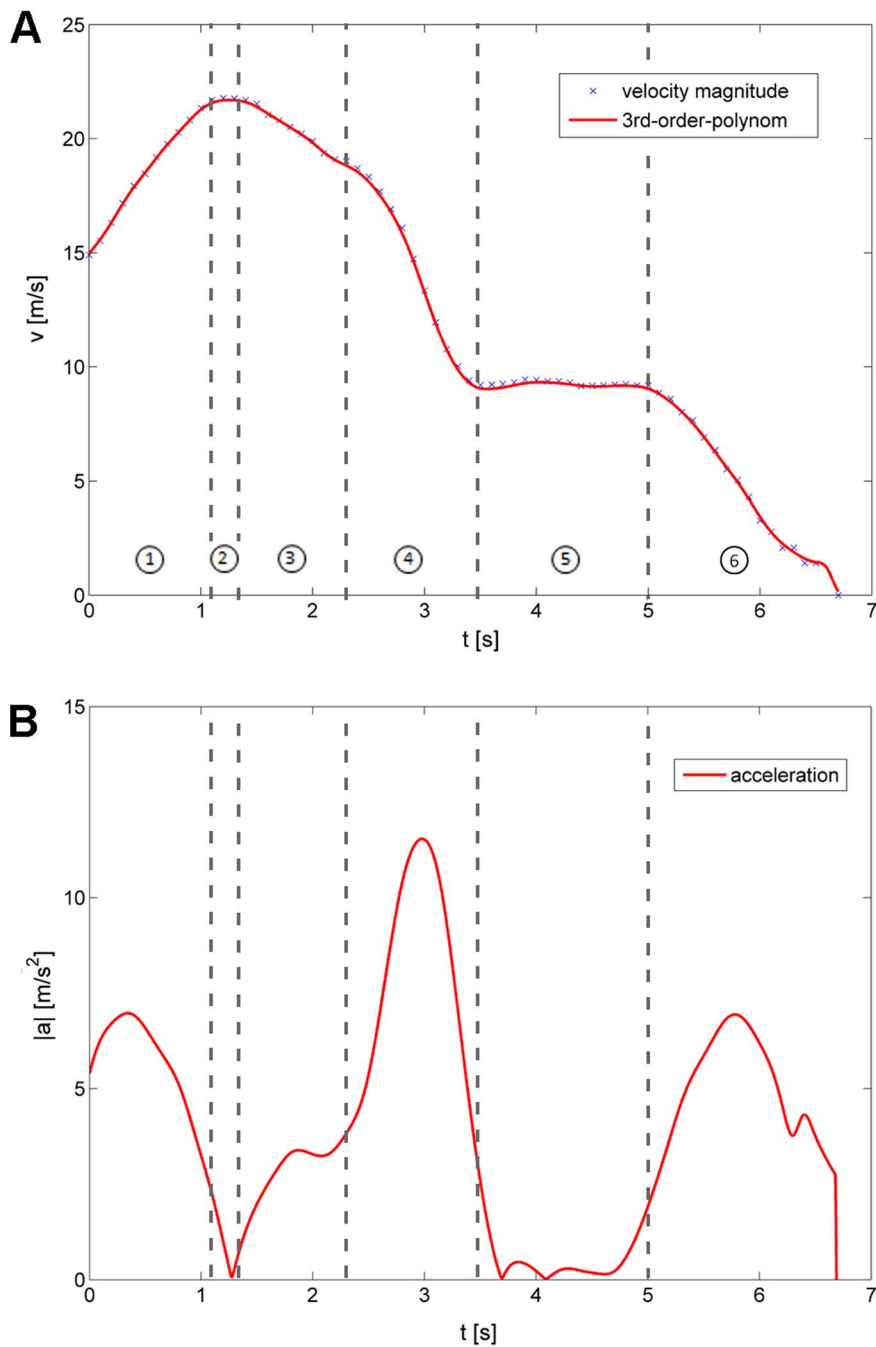 A
25
velocity magnitude
3rd-order-polynom
20
15
v [m/s]
10
5
1 2 3 4 5 6
0
0 1 2 3 4 5 6 7
t [s]
B
15
acceleration
10
|a| [m/s²]
5
0
0 1 2 3 4 5 6 7
t [s]